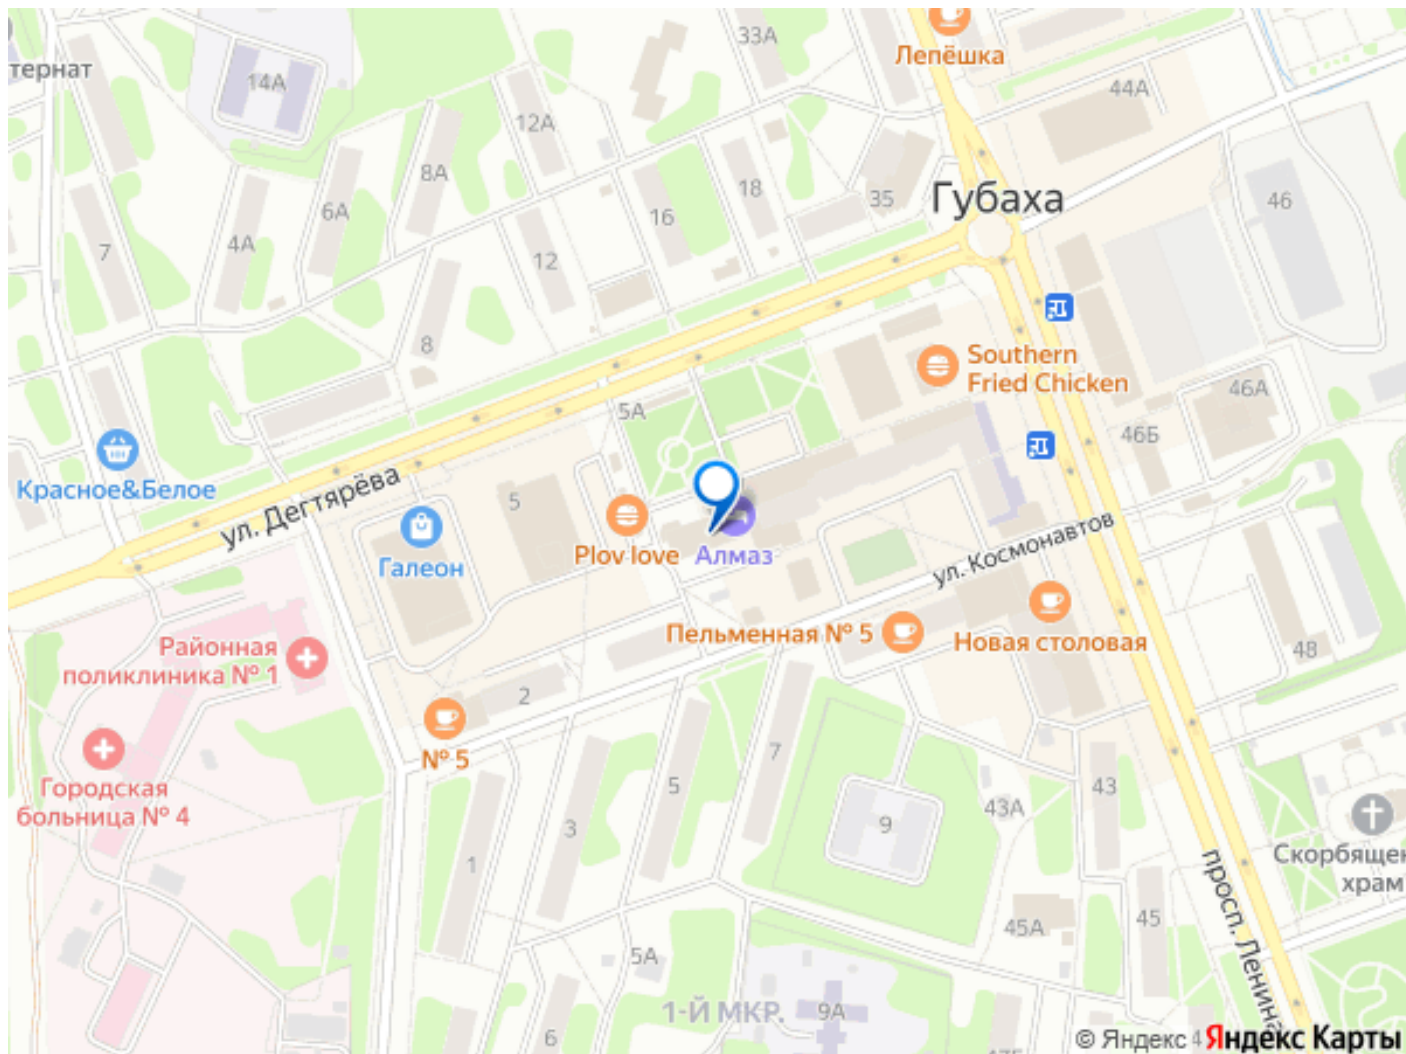 33А
Лепёшка
тернат
14А
44А
12А
8А
18
6А
16
35
Губаха
46
7
4А
12
8
Southern
Fried Chicken
46А
5А
46Б
Красное&Белое
ул. Дегтярёва
5
Галеон
Plov love
Алмаз
ул. Космонавтов
Районная
поликлиника № 1
Пельменная № 5
Новая столовая
48
2
№ 5
Городская
больница № 4
7
5
43
43А
3
9
1
Скорбящен
храм
45А
45
просп. Ленина
5А
1-Й МКР.
9А
6
© Яндекс
4
Яндекс Карты